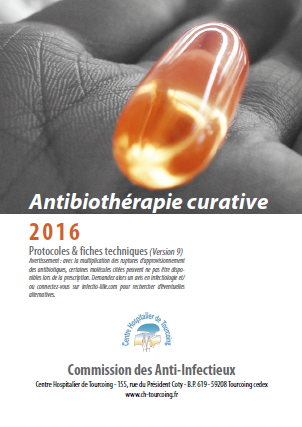 Antibiothérapie curative
2016
Protocoles & fiches techniques (Version 9)
Avertissement : avec la multiplication des ruptures d'approvisionnement
des antibiotiques, certaines molécules citées peuvent ne pas être dispo-
nibles lors de la prescription. Demandez alors un avis en infectiologie et/
ou connectez-vous sur infectio-lille.com pour rechercher d'éventuelles
alternatives.
Centre Hospitalier de Tourcoing
Commission des Anti-Infectieux
Centre Hospitalier de Tourcoing - 155, rue du Président Coty - B.P. 619 - 59208 Tourcoing cedex
www.ch-tourcoing.fr